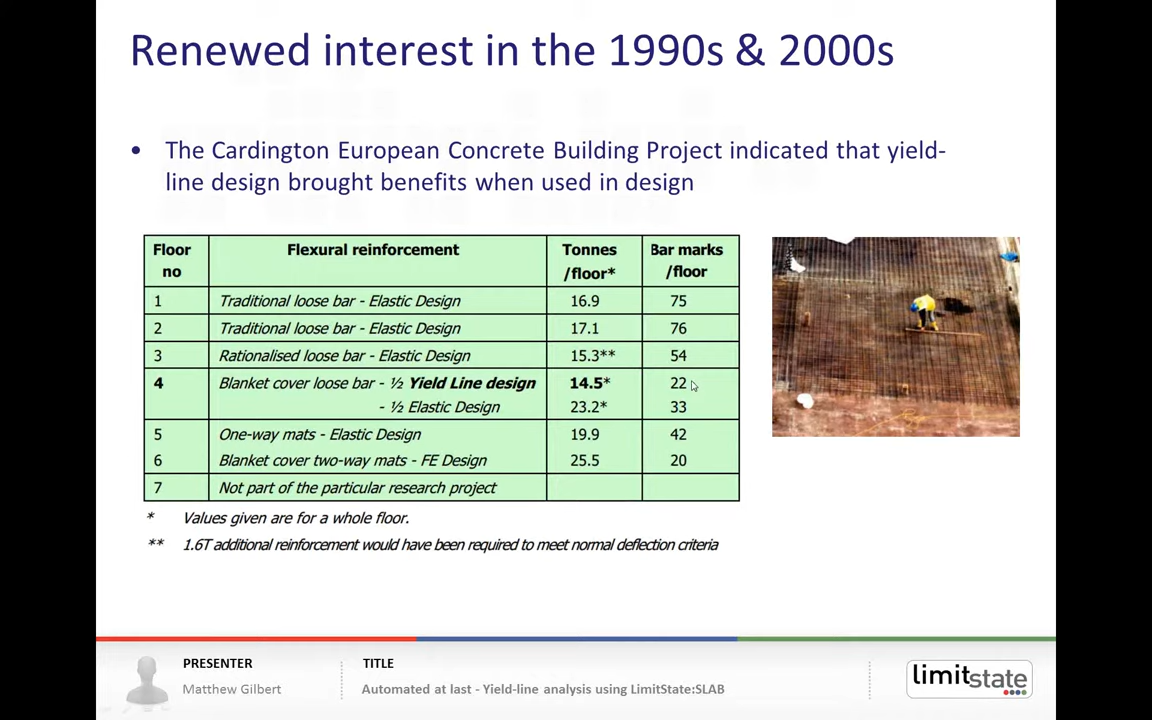 Renewed interest in the 1990s & 2000s
• The Cardington European Concrete Building Project indicated that yield-
line design brought benefits when used in design
Floor no Flexural reinforcement Tonnes /floor* Bar marks /floor
1 Traditional loose bar - Elastic Design 16.9 75
2 Traditional loose bar - Elastic Design 17.1 76
3 Rationalised loose bar - Elastic Design 15.3** 54
4 Blanket cover loose bar - ½ Yield Line design 14.5* 22
- ½ Elastic Design 23.2* 33
5 One-way mats - Elastic Design 19.9 42
6 Blanket cover two-way mats - FE Design 25.5 20
7 Not part of the particular research project
* Values given are for a whole floor.
** 1.6T additional reinforcement would have been required to meet normal deflection criteria
PRESENTER
Matthew Gilbert
TITLE
Automated at last - Yield-line analysis using LimitState:SLAB
limitstate